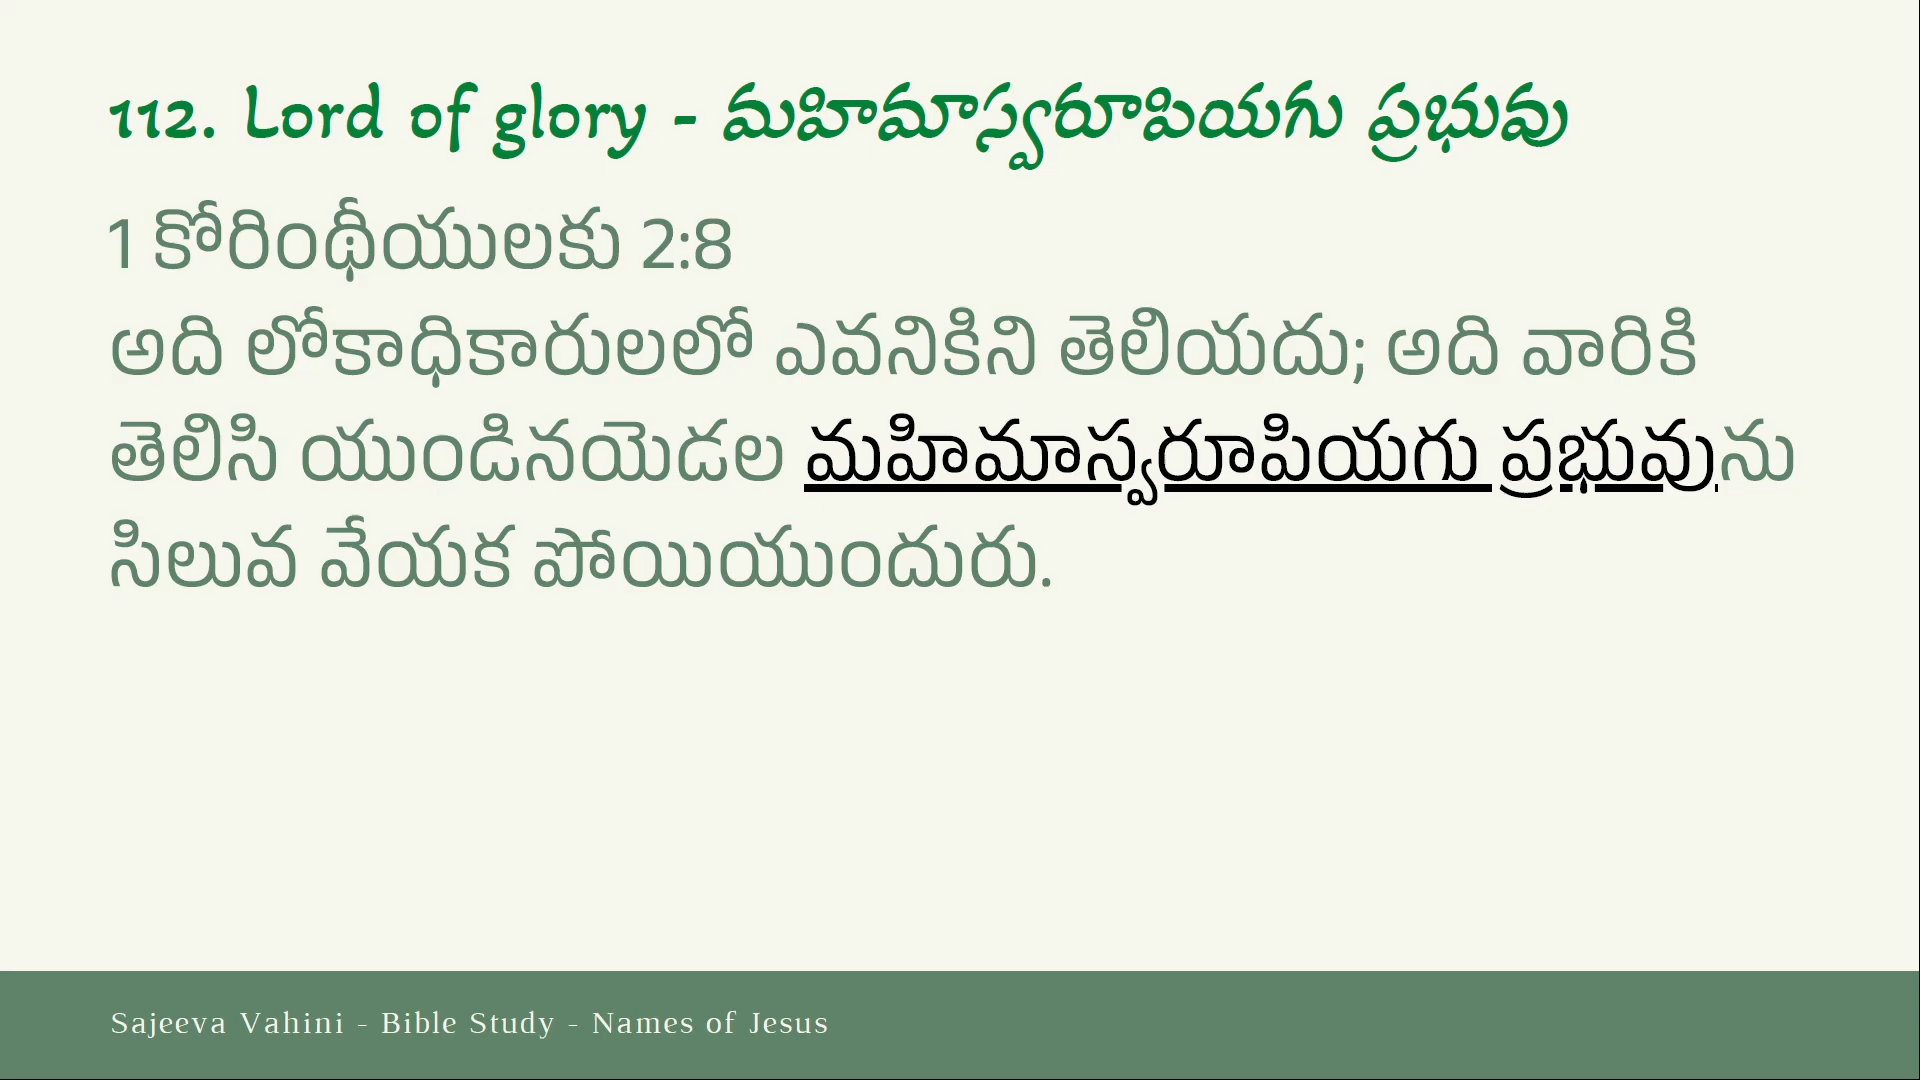 112. Lord of glory - మహిమాస్వరూపియగు ప్రభువు
1 కోరింథీయులకు 2:8
అది లోకాధికారులలో ఎవనికిని తెలియదు; అది వారికి
తెలిసి యుండినయెడల మహిమాస్వరూపియగు ప్రభువును
సిలువ వేయక పోయియుందురు.
Sajeeva Vahini - Bible Study - Names of Jesus